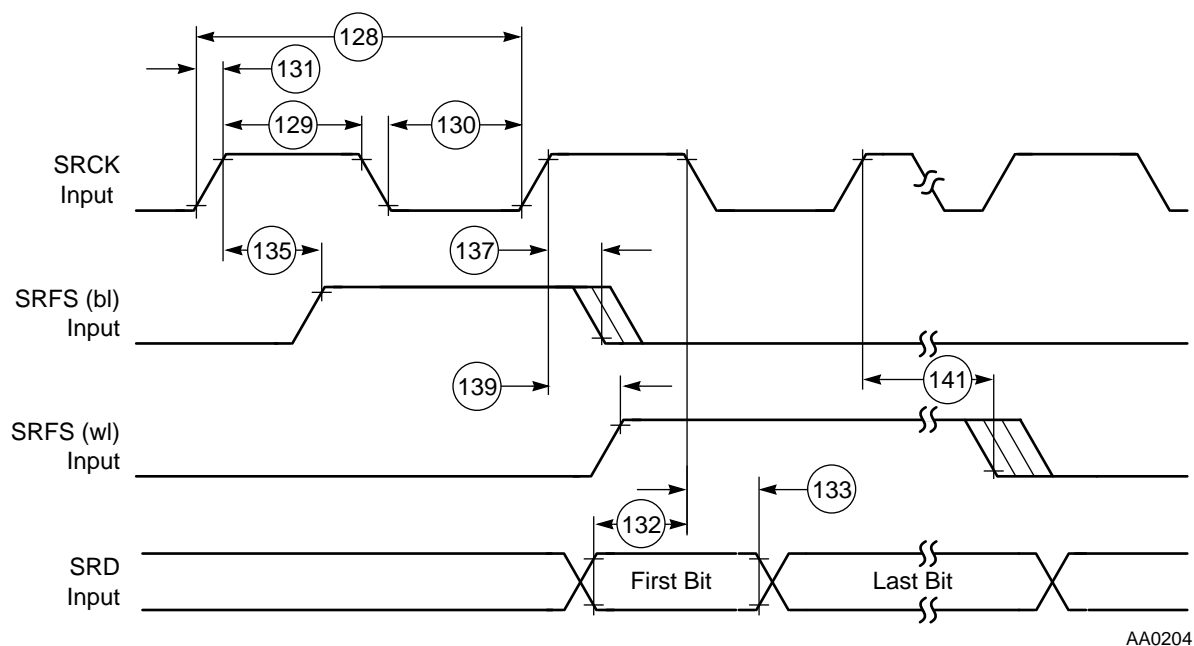 128
131
129
130
SRCK
Input
135
137
SRFS (bl)
Input
139
141
SRFS (wl)
Input
133
132
SRD
Input
First Bit
Last Bit
AA0204